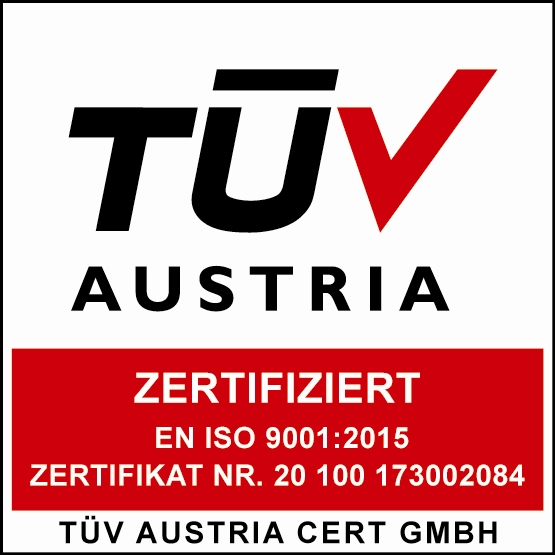 TÜV
AUSTRIA
ZERTIFIZIERT
EN ISO 9001:2015
ZERTIFIKAT NR. 20 100 173002084
TÜV AUSTRIA CERT GMBH